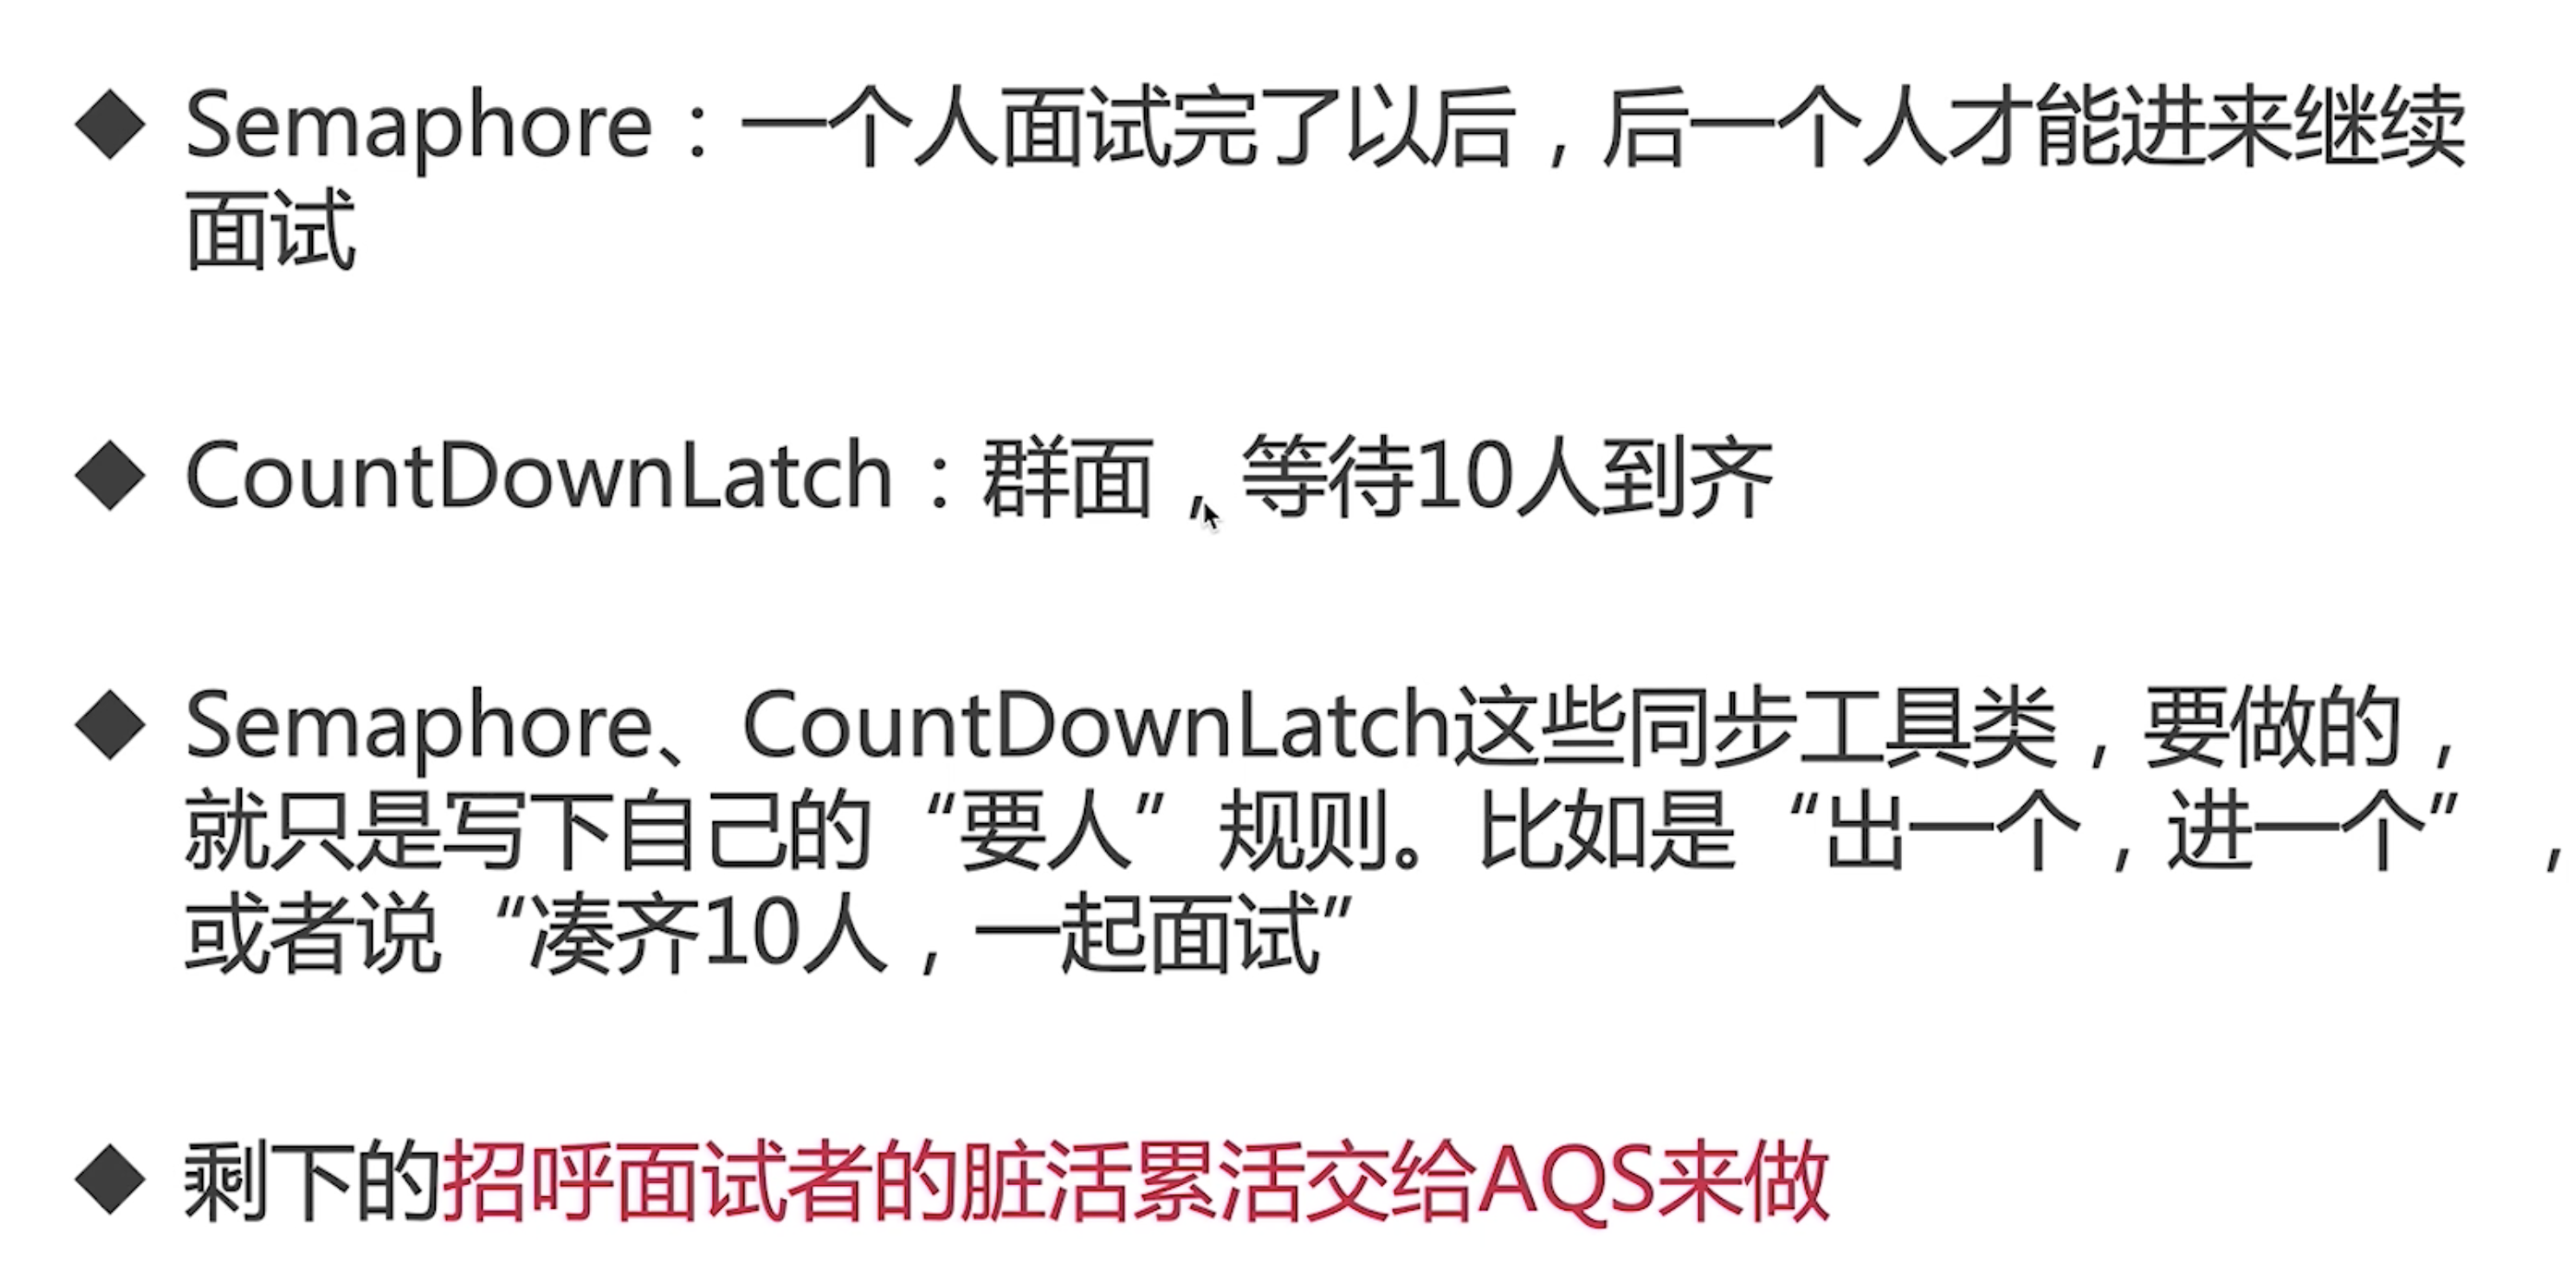 ◆ Semaphore：一个人面试完了以后，后一个人才能进来继续
面试
◆ CountDownLatch：群面，等待10人到齐
◆ Semaphore、CountDownLatch这些同步工具类，要做的，
就只是写下自己的“要人”规则。比如是“出一个，进一个”，
或者说“凑齐10人，一起面试”
◆ 剩下的招呼面试者的脏活累活交给AQS来做